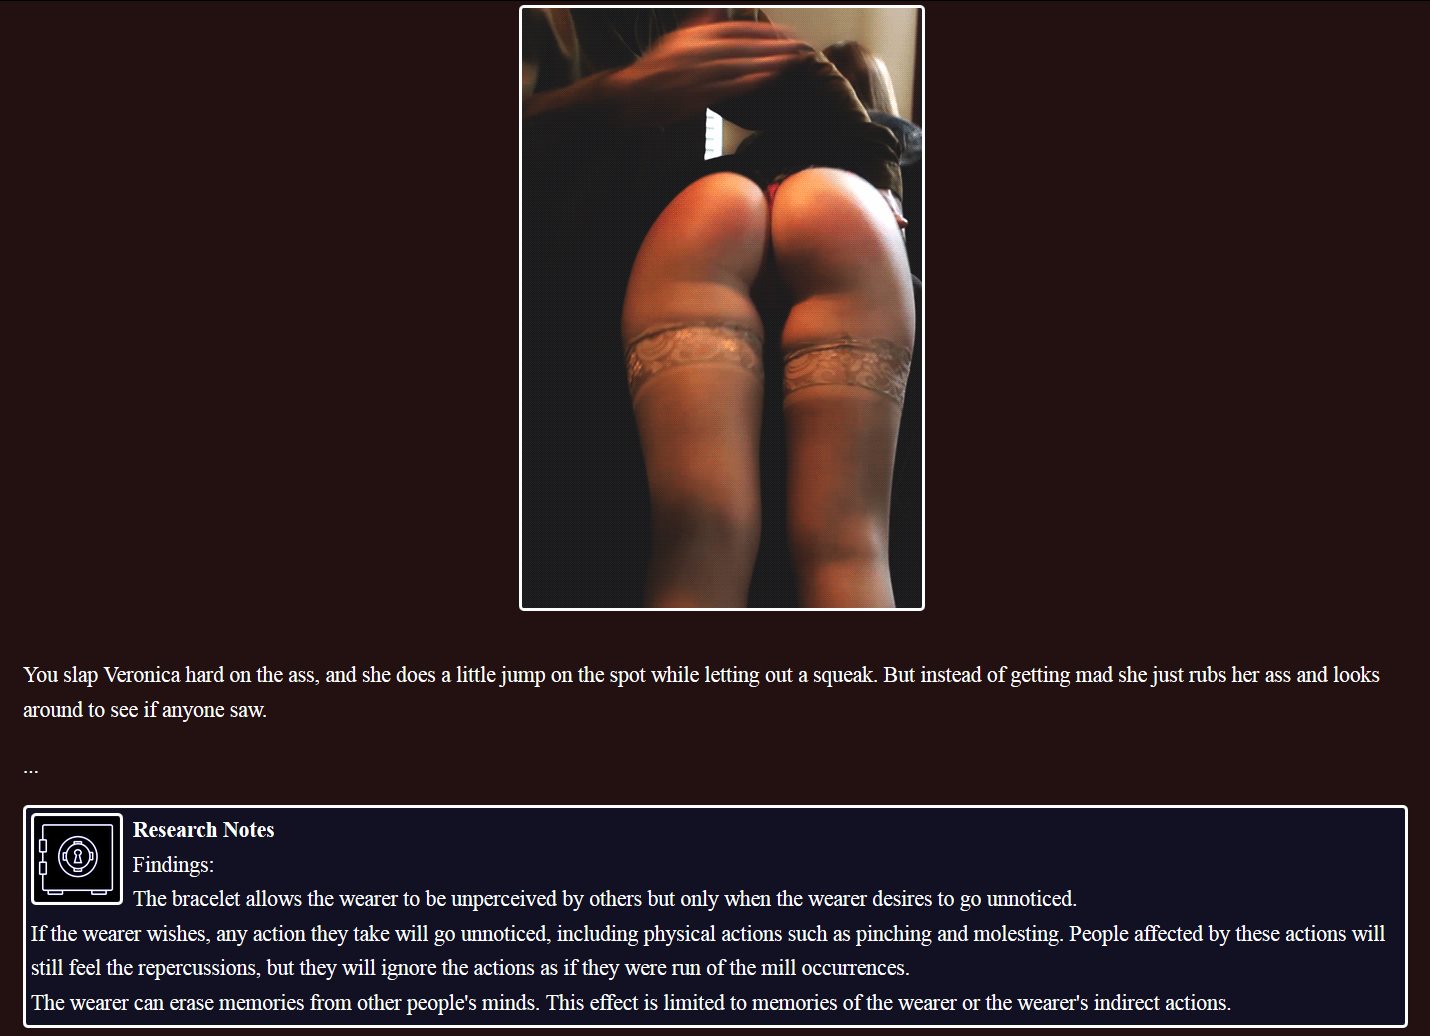 You slap Veronica hard on the ass, and she does a little jump on the spot while letting out a squeak. But instead of getting mad she just rubs her ass and looks
around to see if anyone saw.
...
Research Notes
Findings:
The bracelet allows the wearer to be unperceived by others but only when the wearer desires to go unnoticed.
If the wearer wishes, any action they take will go unnoticed, including physical actions such as pinching and molesting. People affected by these actions will
still feel the repercussions, but they will ignore the actions as if they were run of the mill occurrences.
The wearer can erase memories from other people's minds. This effect is limited to memories of the wearer or the wearer's indirect actions.